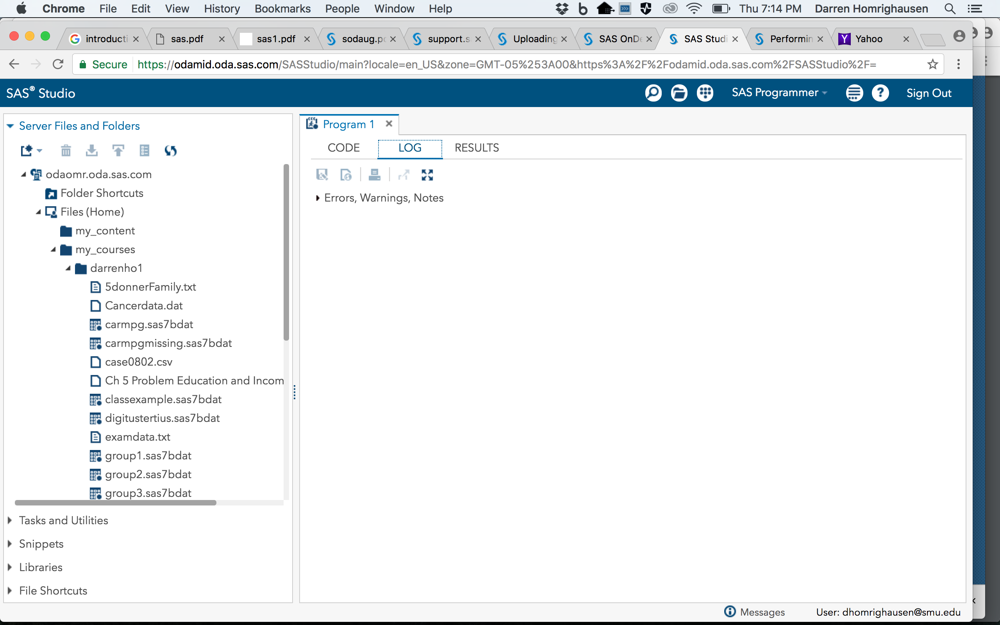 Chrome File Edit View History Bookmarks People Window Help Thu 7:14 PM Darren Homrighausen
introducti sas.pdf sas1.pdf sodaug.pd support.s Uploading SAS OnDe SAS Studi Performin Yahoo
Secure https://odamid.oda.sas.com/SASStudio/main?locale=en_US&zone=GMT-05%253A00&https%3A%2F%2Fodamid.oda.sas.com%2FSASStudio%2F=
SAS® Studio SAS Programmer Sign Out
Server Files and Folders
Program 1
CODE LOG RESULTS
odaomr.oda.sas.com
Folder Shortcuts
Errors, Warnings, Notes
Files (Home)
my_content
my_courses
darrenho1
5donnerFamily.txt
Cancerdata.dat
carmpg.sas7bdat
carmpgmissing.sas7bdat
case0802.csv
Ch 5 Problem Education and Incom
classexample.sas7bdat
digitustertius.sas7bdat
examdata.txt
group1.sas7bdat
group2.sas7bdat
group3.sas7bdat
Tasks and Utilities
Snippets
Libraries
File Shortcuts
Messages User: dhomrighausen@smu.edu